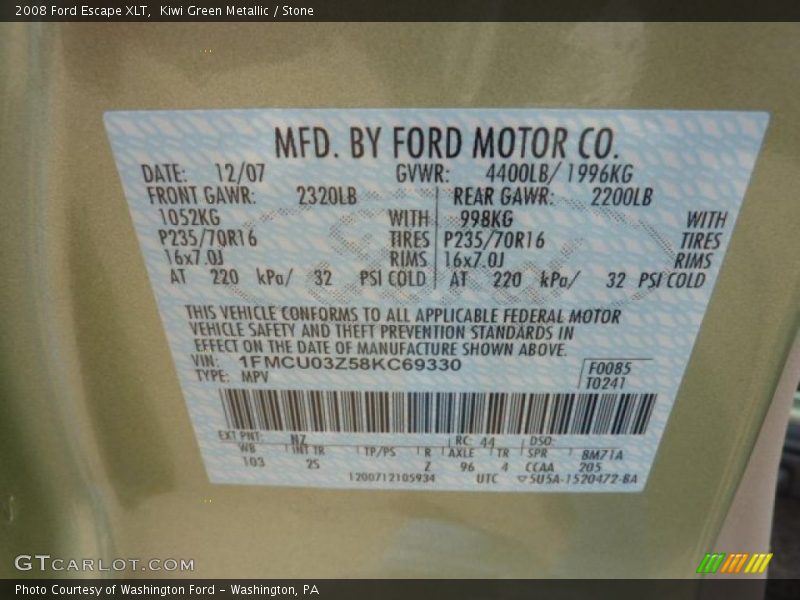 2008 Ford Escape XLT,  Kiwi Green Metallic / Stone
MFD. BY FORD MOTOR CO.
DATE: 12/07 GVWR: 4400LB/ 1996KG
FRONT GAWR: 2320LB REAR GAWR: 2200LB
1052KG WITH 998KG WITH
P235/70R16 TIRES P235/70R16 TIRES
16x7.0J RIMS 16x7.0J RIMS
AT 220 kPa/ 32 PSI COLD AT 220 kPa/ 32 PSI COLD
THIS VEHICLE CONFORMS TO ALL APPLICABLE FEDERAL MOTOR
VEHICLE SAFETY AND THEFT PREVENTION STANDARDS IN
EFFECT ON THE DATE OF MANUFACTURE SHOWN ABOVE.
VIN: 1FMCU03Z58KC69330 F0085
TYPE: MPV T0241
EXT PNT: NZ RC: 44 DSO:
WB INT TR TP/PS R AXLE TR SPR 8M71A
103 2S Z 96 4 CCAA 205
1200712105934 UTC ▽5U5A-1520472-BA
GTCARLOT.COM
Photo Courtesy of Washington Ford - Washington, PA